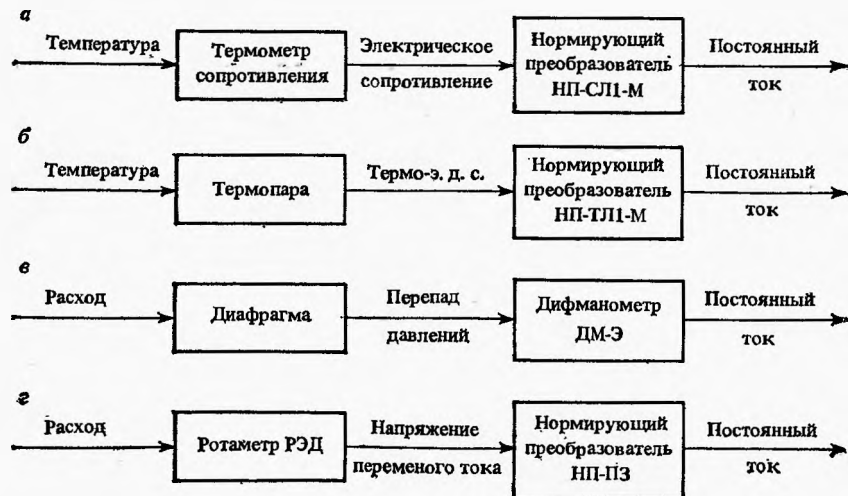 а
Температура
Термометр
сопротивления
Электрическое
сопротивление
Нормирующий
преобразователь
НП-СЛ1-М
Постоянный
ток
б
Температура
Термопара
Термо-э. д. с.
Нормирующий
преобразователь
НП-ТЛ1-М
Постоянный
ток
в
Расход
Диафрагма
Перепад
давлений
Дифманометр
ДМ-Э
Постоянный
ток
г
Расход
Ротаметр РЭД
Напряжение
переменого тока
Нормирующий
преобразователь
НП-П3
Постоянный
ток